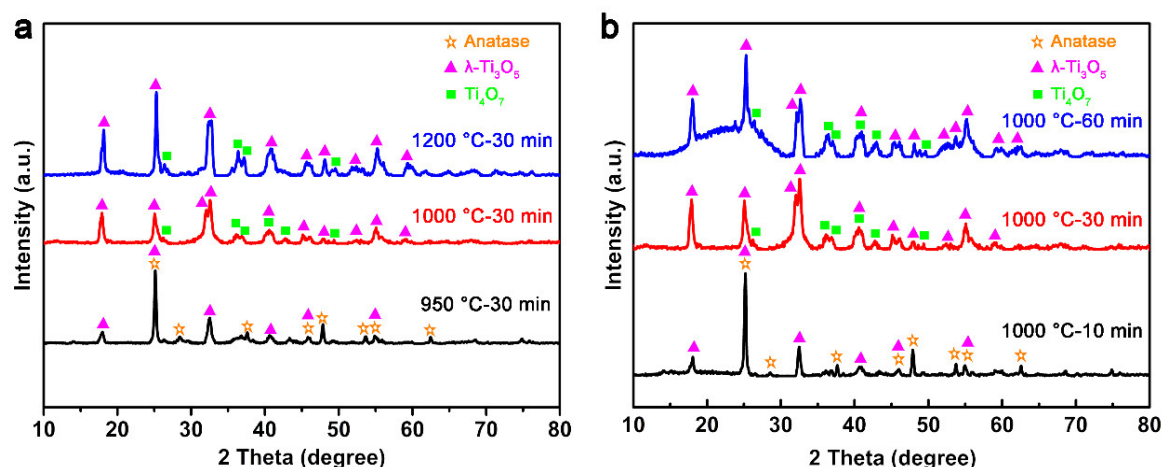 a
☆ Anatase
▲ λ-Ti₃O₅
■ Ti₄O₇
1200 °C-30 min
1000 °C-30 min
950 °C-30 min
Intensity (a.u.)
10 20 30 40 50 60 70 80
2 Theta (degree)
b
☆ Anatase
▲ λ-Ti₃O₅
■ Ti₄O₇
1000 °C-60 min
1000 °C-30 min
1000 °C-10 min
Intensity (a.u.)
10 20 30 40 50 60 70 80
2 Theta (degree)